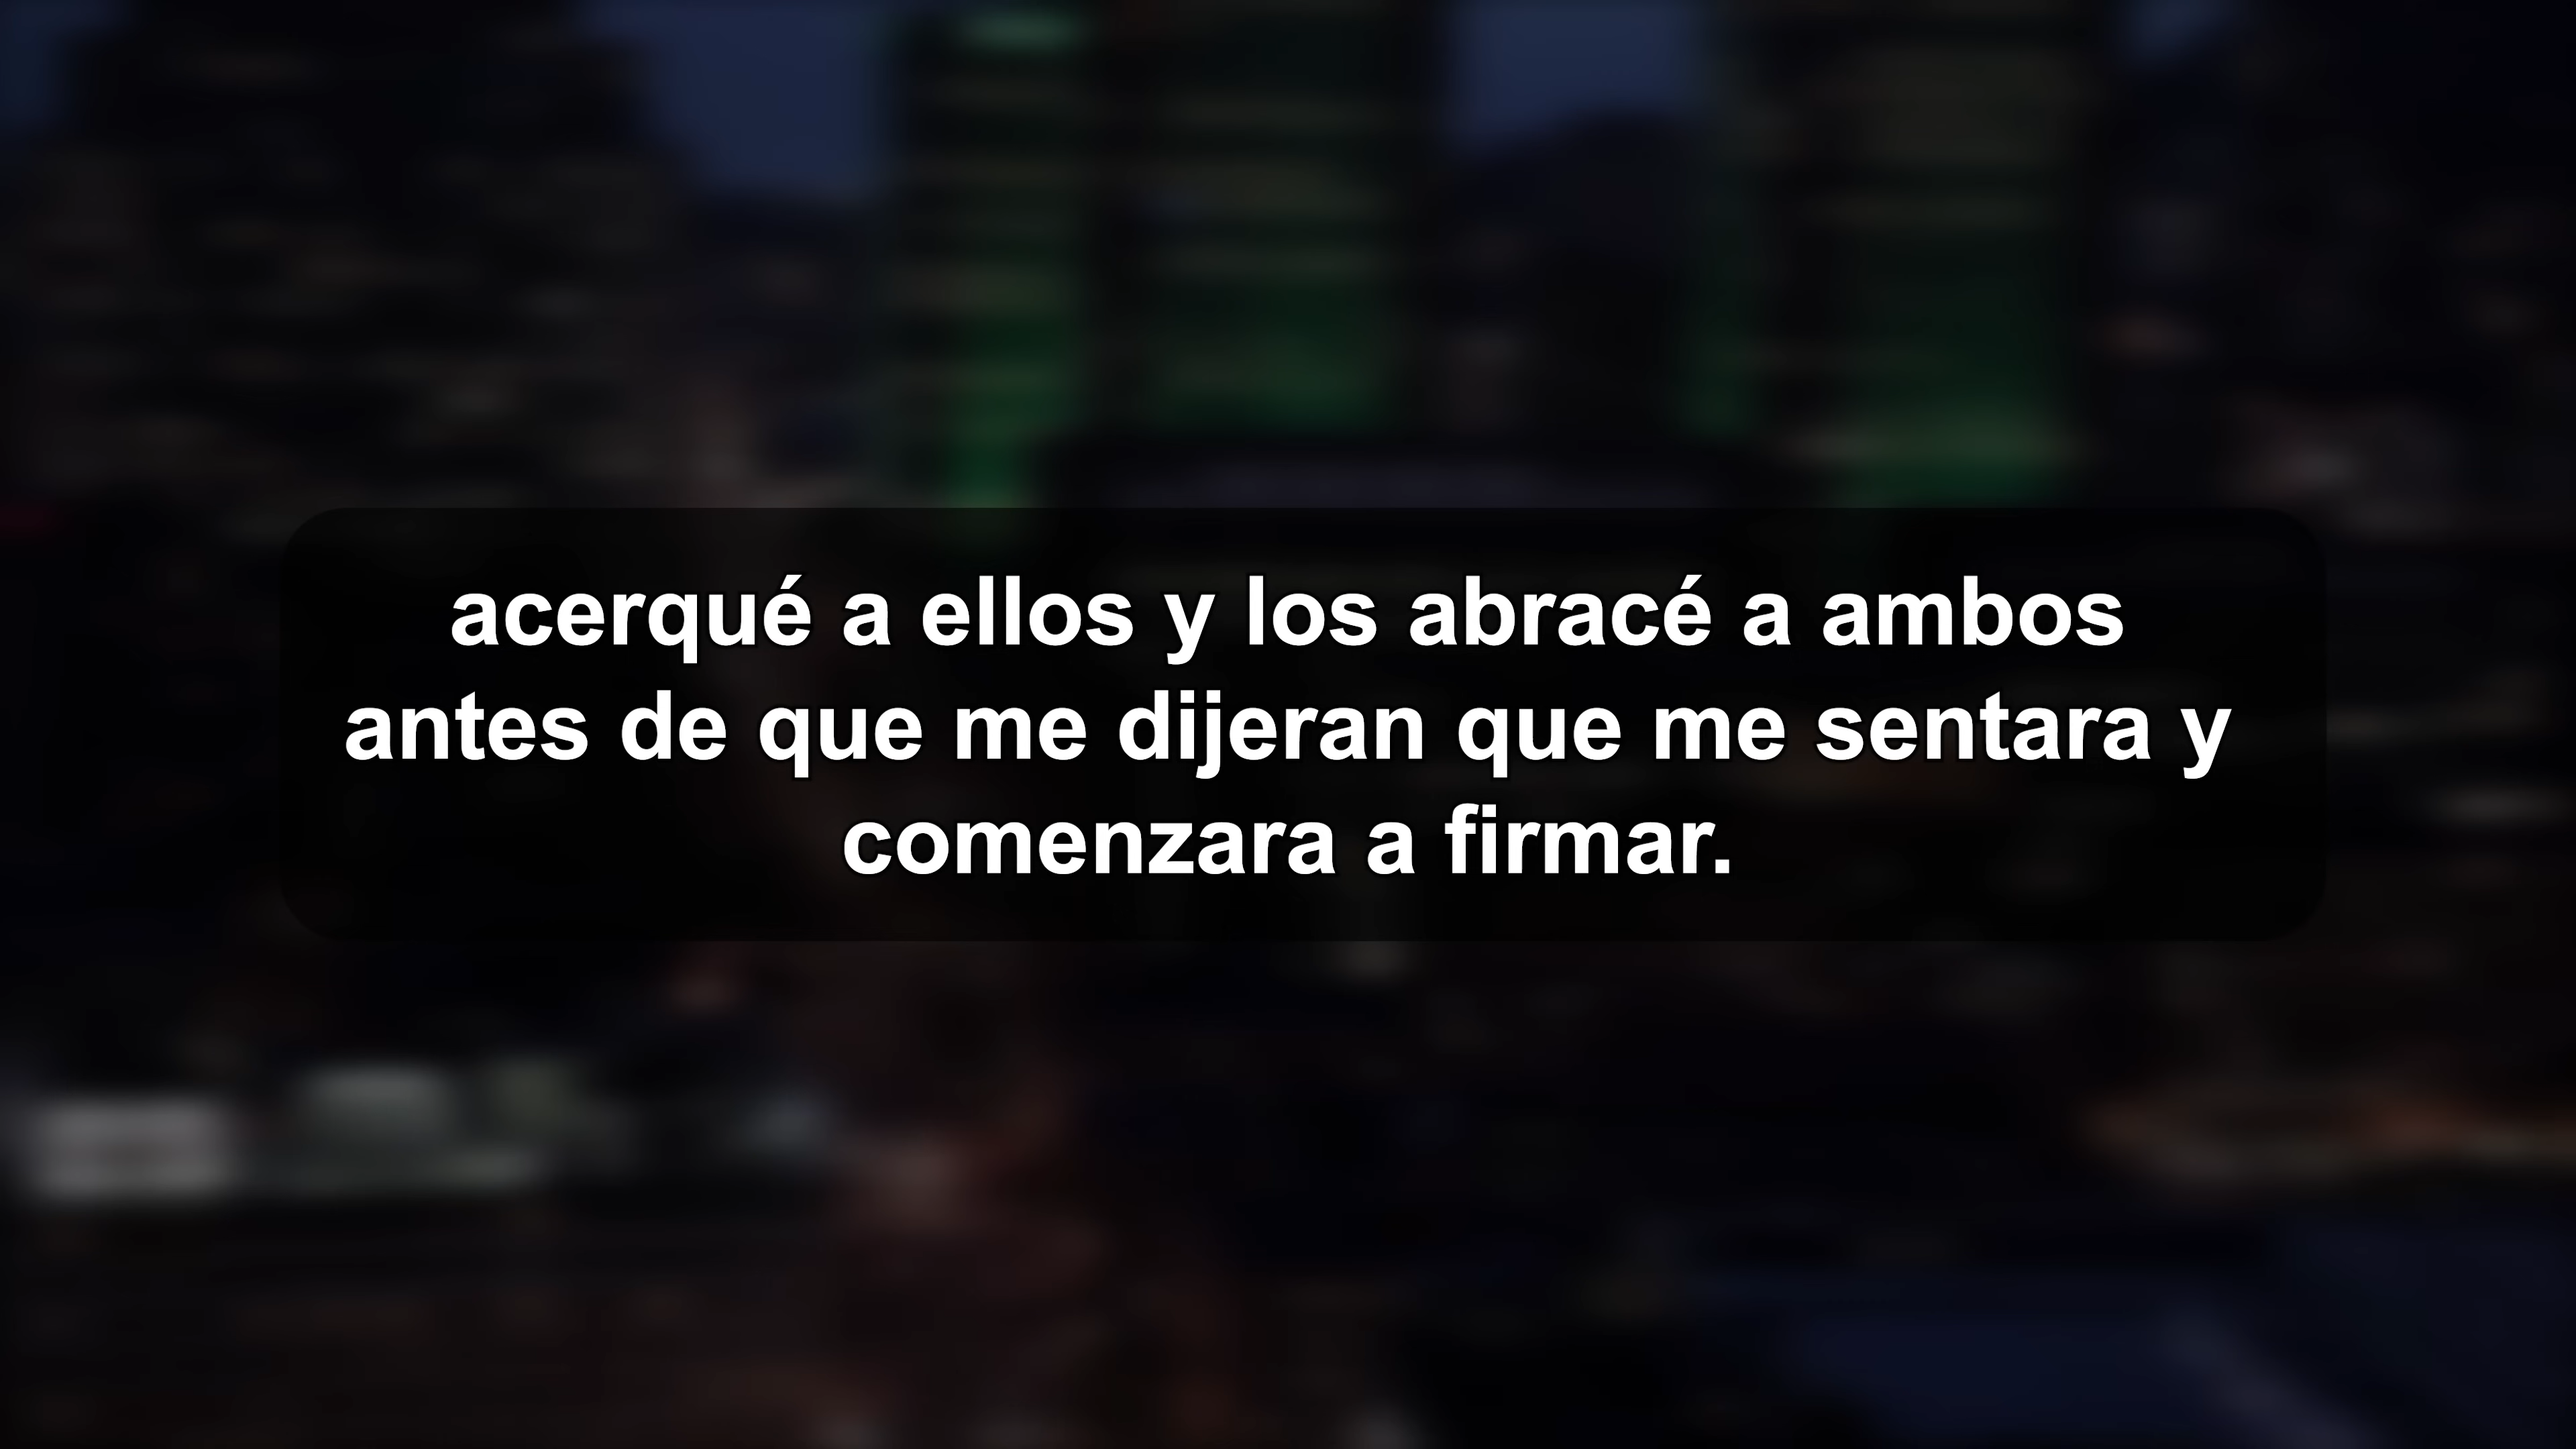 acerqué a ellos y los abracé a ambos
antes de que me dijeran que me sentara y
comenzara a firmar.